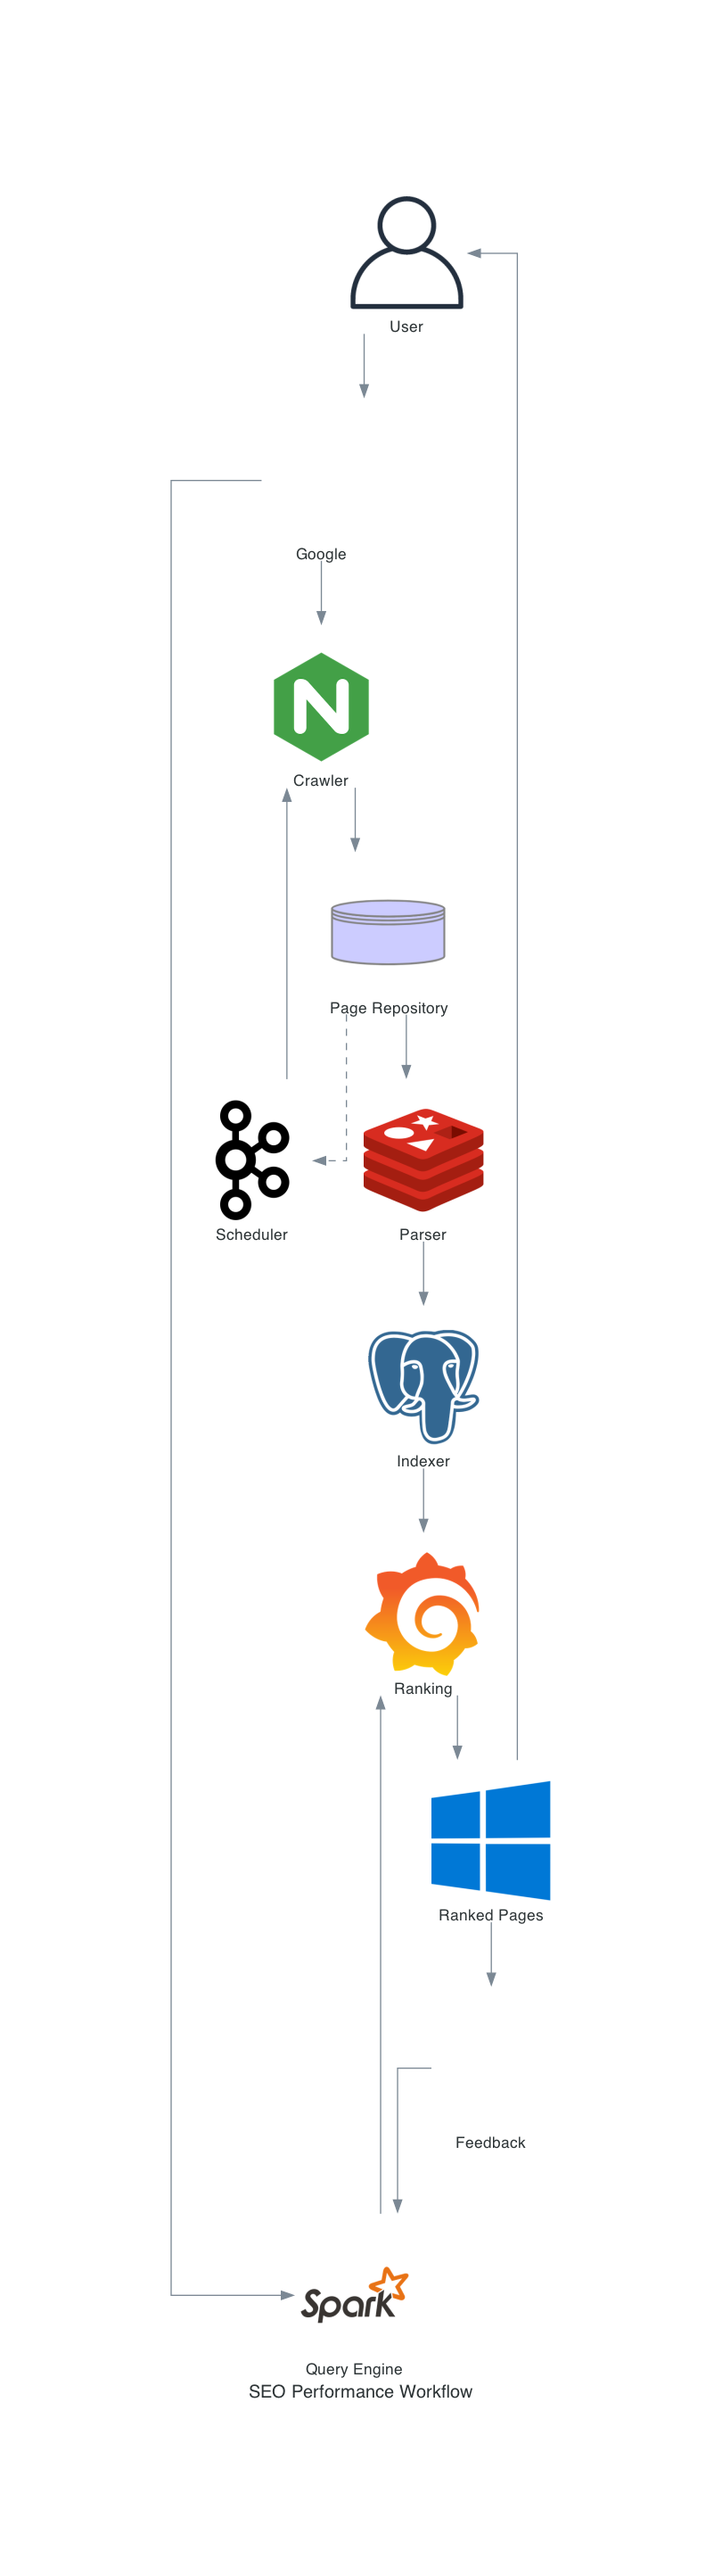 User
Google
N
Crawler
Page Repository
Scheduler
Parser
Indexer
Ranking
Ranked Pages
Feedback
Spark
Query Engine
SEO Performance Workflow